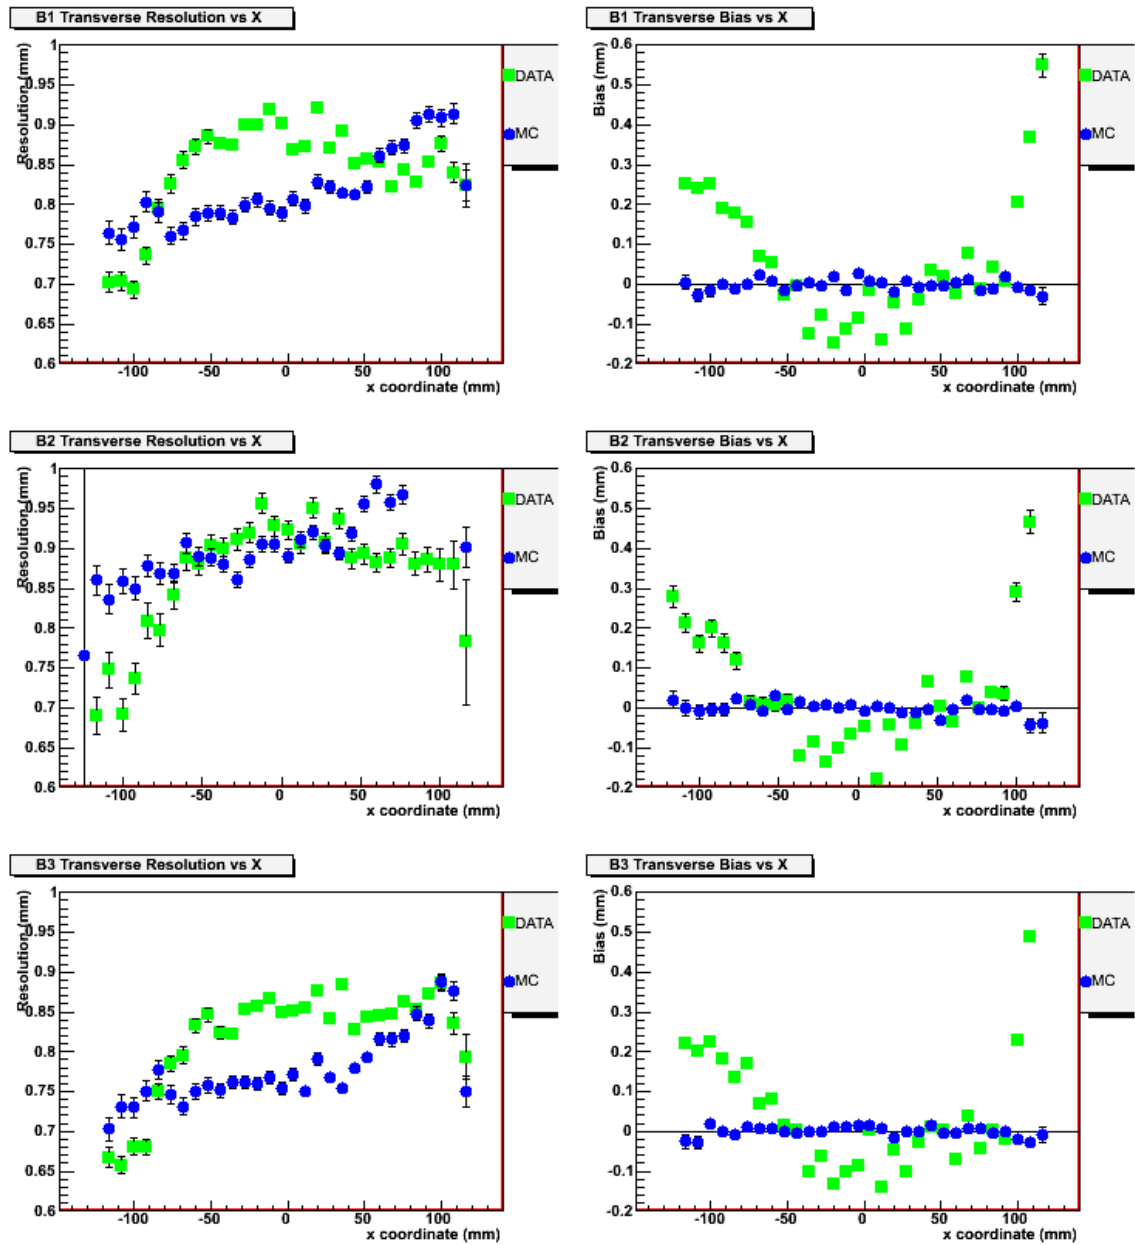 B1 Transverse Resolution vs X
Resolution (mm)
1
0.95
0.9
0.85
0.8
0.75
0.7
0.65
0.6
-100 -50 0 50 100
x coordinate (mm)
DATA
MC
B1 Transverse Bias vs X
Bias (mm)
0.6
0.5
0.4
0.3
0.2
0.1
0
-0.1
-0.2
-100 -50 0 50 100
x coordinate (mm)
DATA
MC
B2 Transverse Resolution vs X
Resolution (mm)
1
0.95
0.9
0.85
0.8
0.75
0.7
0.65
0.6
-100 -50 0 50 100
x coordinate (mm)
DATA
MC
B2 Transverse Bias vs X
Bias (mm)
0.6
0.5
0.4
0.3
0.2
0.1
0
-0.1
-0.2
-100 -50 0 50 100
x coordinate (mm)
DATA
MC
B3 Transverse Resolution vs X
Resolution (mm)
1
0.95
0.9
0.85
0.8
0.75
0.7
0.65
0.6
-100 -50 0 50 100
x coordinate (mm)
DATA
MC
B3 Transverse Bias vs X
Bias (mm)
0.6
0.5
0.4
0.3
0.2
0.1
0
-0.1
-0.2
-100 -50 0 50 100
x coordinate (mm)
DATA
MC